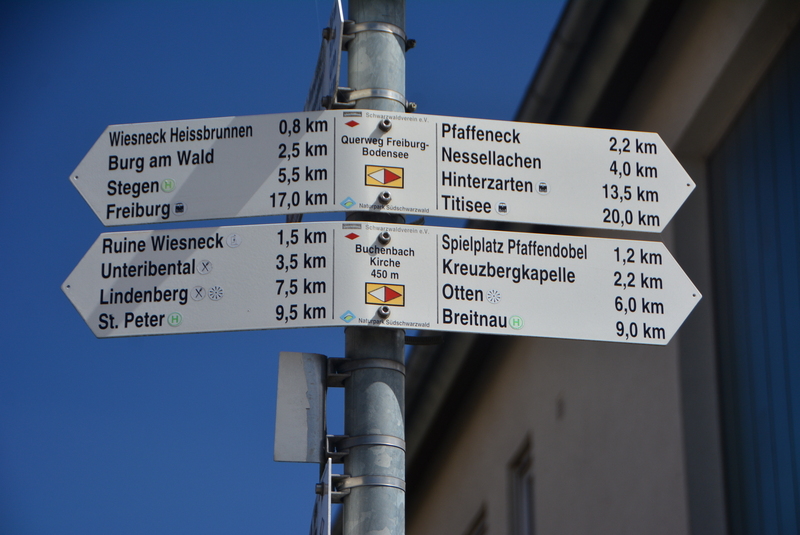 Wiesneck Heissbrunnen 0,8 km
Burg am Wald 2,5 km
Stegen H 5,5 km
Freiburg 17,0 km
Schwarzwaldverein e.V.
Querweg Freiburg-
Bodensee
Naturpark Südschwarzwald
Pfaffeneck 2,2 km
Nessellachen 4,0 km
Hinterzarten 13,5 km
Titisee 20,0 km
Ruine Wiesneck 1,5 km
Unteribental 3,5 km
Lindenberg 7,5 km
St. Peter H 9,5 km
Schwarzwaldverein e.V.
Buchenbach
Kirche
450 m
Naturpark Südschwarzwald
Spielplatz Pfaffendobel 1,2 km
Kreuzbergkapelle 2,2 km
Otten 6,0 km
Breitnau H 9,0 km